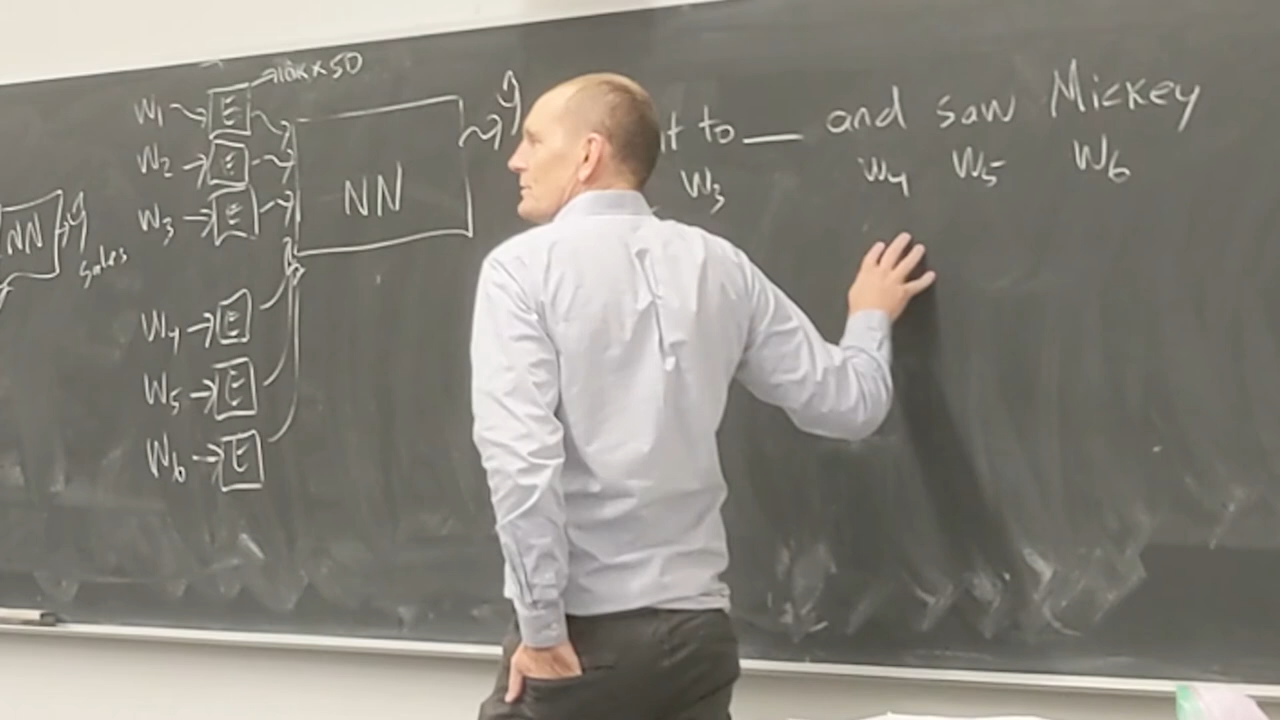 10K x 50
W1 → E
W2 → E
W3 → E
NN → ŷ
W4 → E
W5 → E
W6 → E
NN → ŷ
sales
to ___ and saw Mickey
W3 W4 W5 W6